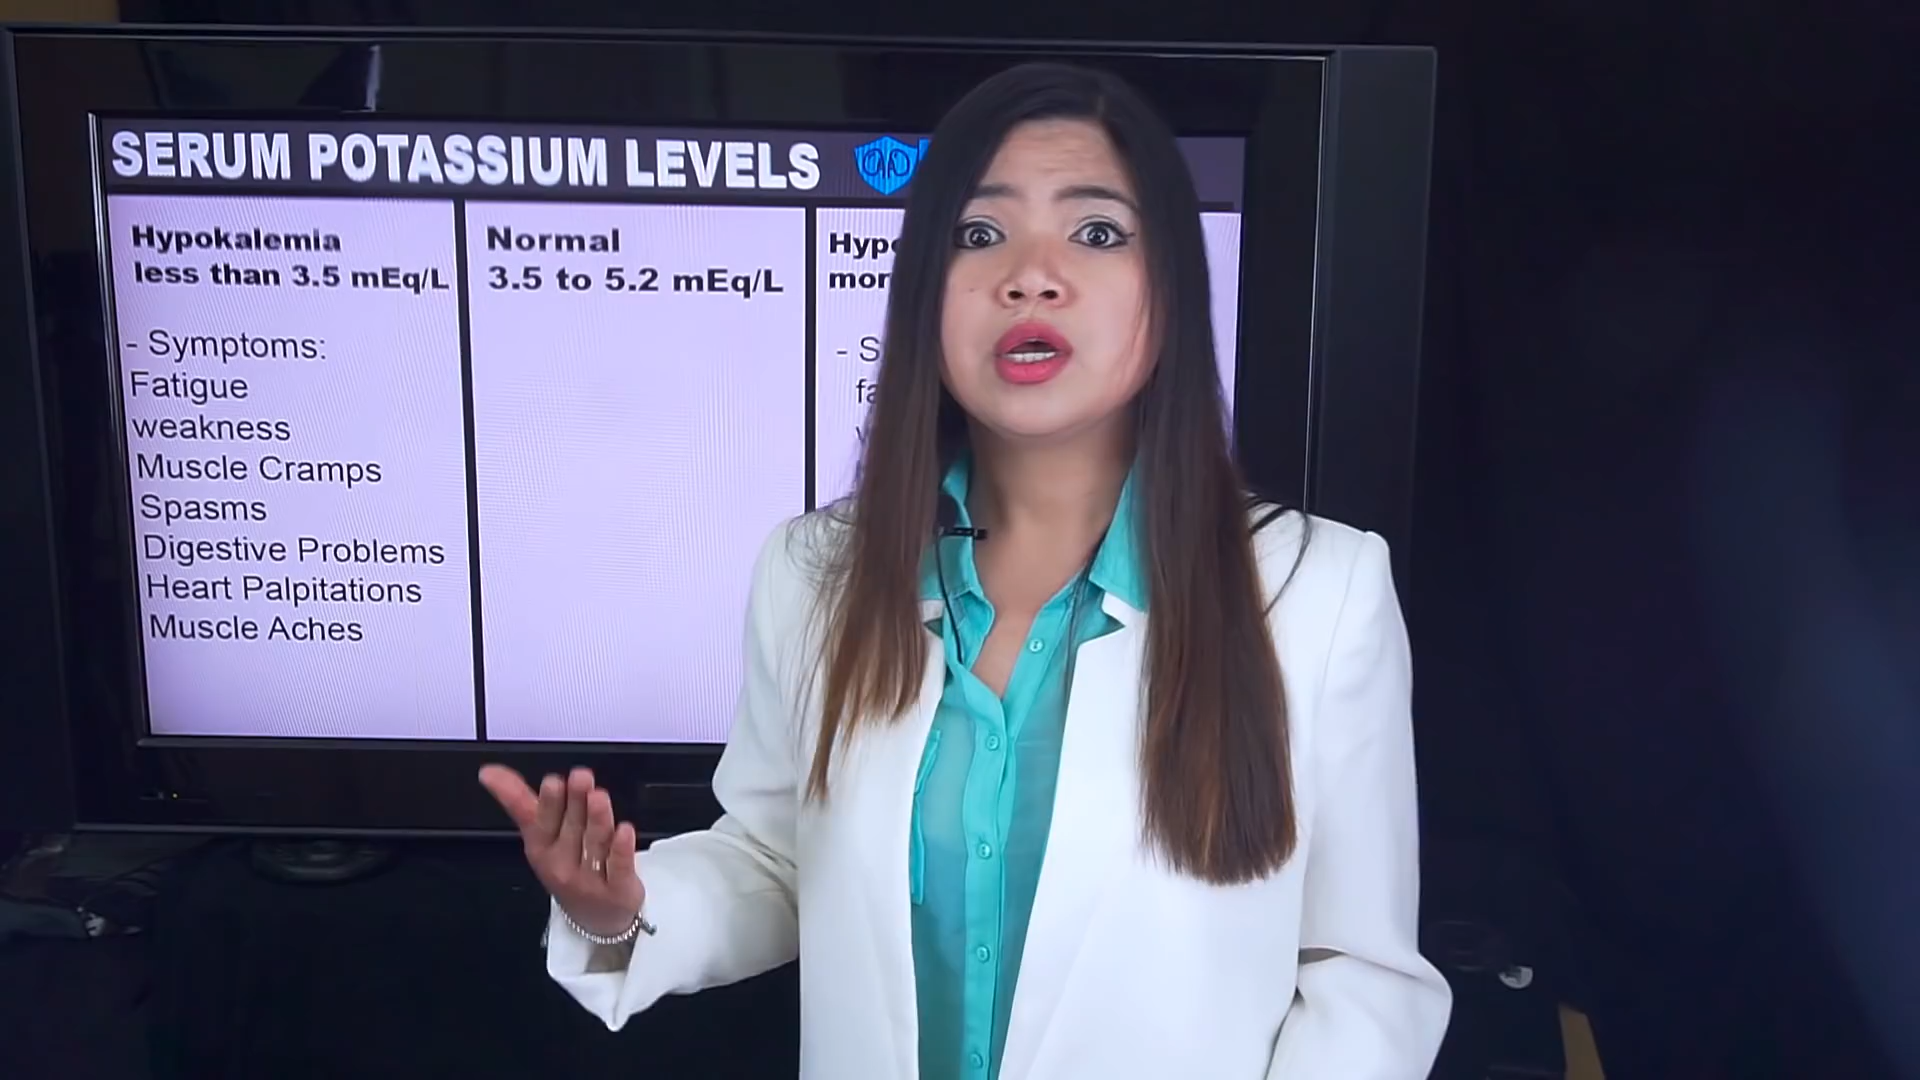 SERUM POTASSIUM LEVELS
Hypokalemia
less than 3.5 mEq/L
- Symptoms:
Fatigue
weakness
Muscle Cramps
Spasms
Digestive Problems
Heart Palpitations
Muscle Aches
Normal
3.5 to 5.2 mEq/L